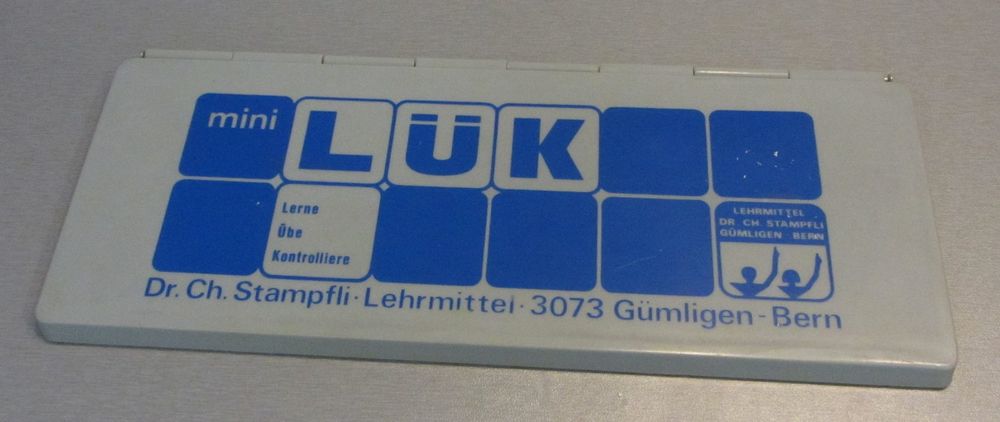 mini LÜK
Lerne
Übe
Kontrolliere
LEHRMITTEL
DR. CH. STAMPFLI
GÜMLIGEN - BERN
Dr. Ch. Stampfli · Lehrmittel · 3073 Gümligen - Bern